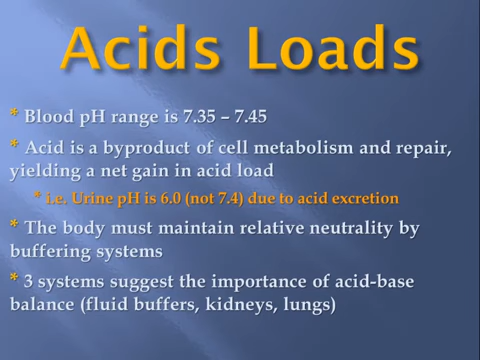 Acids Loads
* Blood pH range is 7.35 – 7.45
* Acid is a byproduct of cell metabolism and repair,
yielding a net gain in acid load
* i.e. Urine pH is 6.0 (not 7.4) due to acid excretion
* The body must maintain relative neutrality by
buffering systems
* 3 systems suggest the importance of acid-base
balance (fluid buffers, kidneys, lungs)